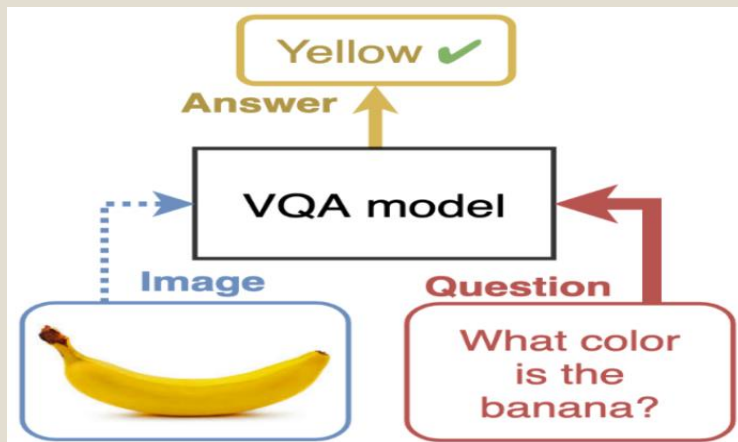 Yellow ✔
Answer
VQA model
Image
Question
What color
is the
banana?